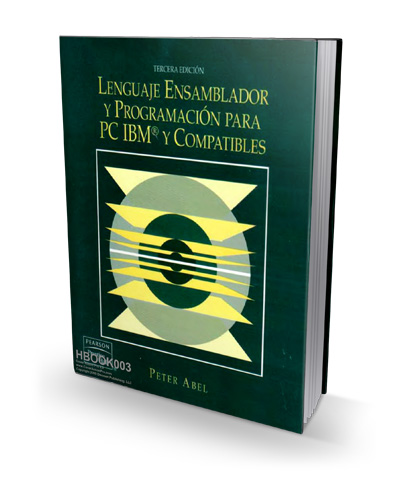 TERCERA EDICIÓN
LENGUAJE ENSAMBLADOR
Y PROGRAMACIÓN PARA
PC IBM® Y COMPATIBLES
PEARSON
HBOOK003
PETER ABEL